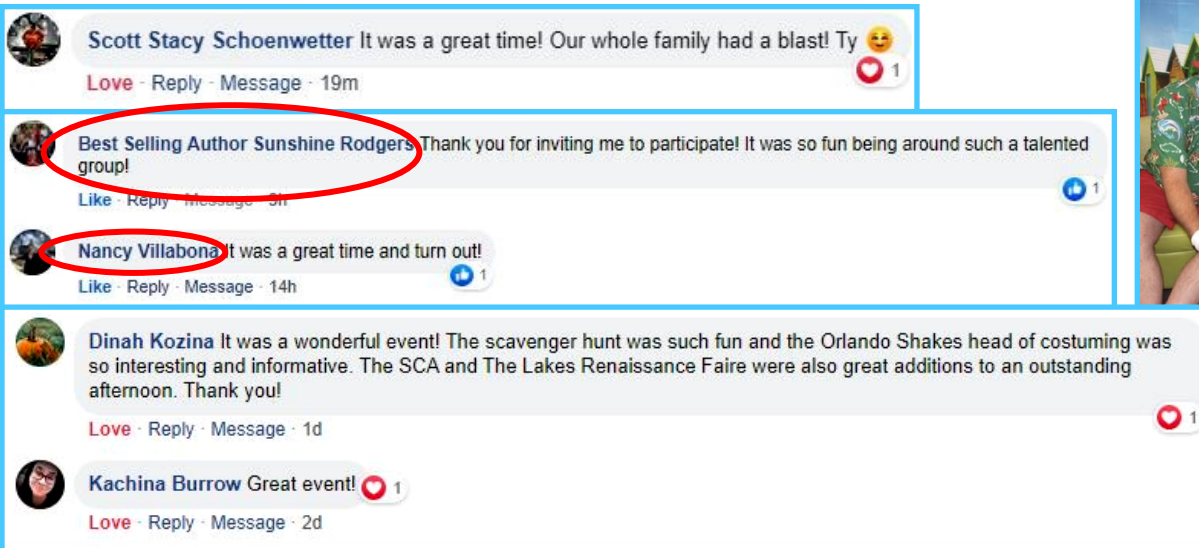 Scott Stacy Schoenwetter It was a great time! Our whole family had a blast! Ty 😊
1
Love · Reply · Message · 19m
Best Selling Author Sunshine Rodgers Thank you for inviting me to participate! It was so fun being around such a talented
group!
1
Like · Reply · Message · 9h
Nancy Villabona It was a great time and turn out!
1
Like · Reply · Message · 14h
Dinah Kozina It was a wonderful event! The scavenger hunt was such fun and the Orlando Shakes head of costuming was
so interesting and informative. The SCA and The Lakes Renaissance Faire were also great additions to an outstanding
afternoon. Thank you!
1
Love · Reply · Message · 1d
Kachina Burrow Great event! 1
Love · Reply · Message · 2d